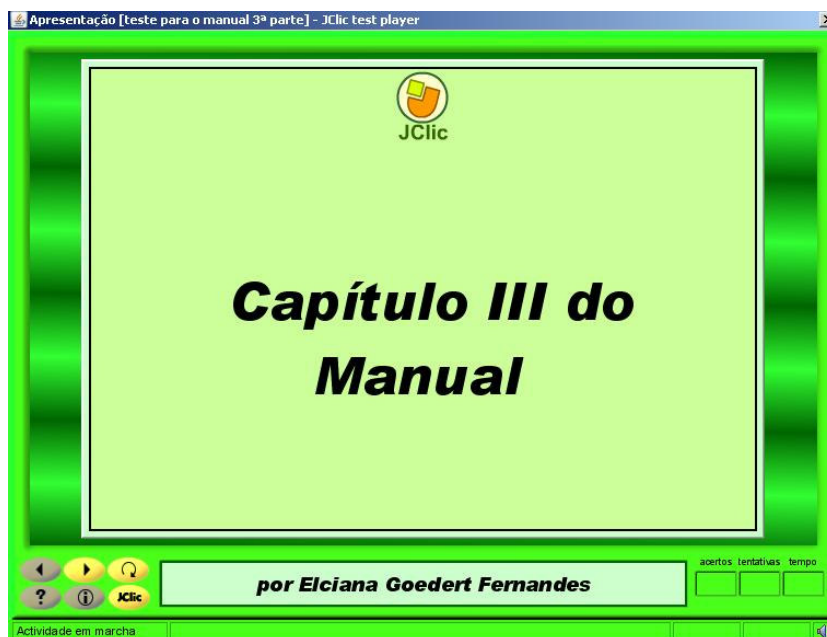 Apresentação [teste para o manual 3ª parte] - JClic test player
JClic
Capítulo III do
Manual
acertos tentativas tempo
por Elciana Goedert Fernandes
? i JClic
Actividade em marcha